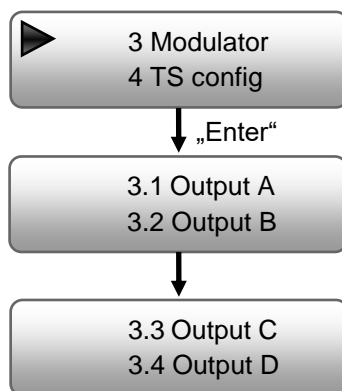 3 Modulator
4 TS config
„Enter“
3.1 Output A
3.2 Output B
3.3 Output C
3.4 Output D